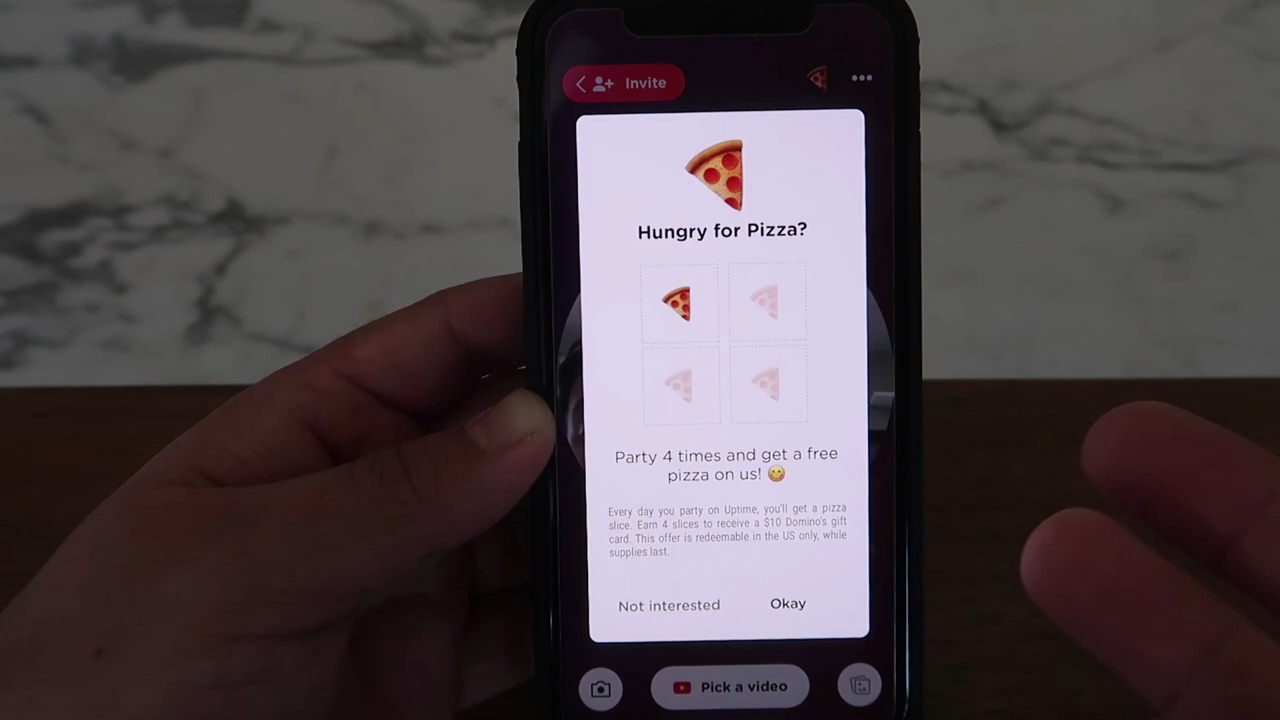 Invite
Hungry for Pizza?
Party 4 times and get a free
pizza on us! 😋
Every day you party on Uptime, you'll get a pizza
slice. Earn 4 slices to receive a $10 Domino's gift
card. This offer is redeemable in the US only, while
supplies last.
Not interested Okay
Pick a video